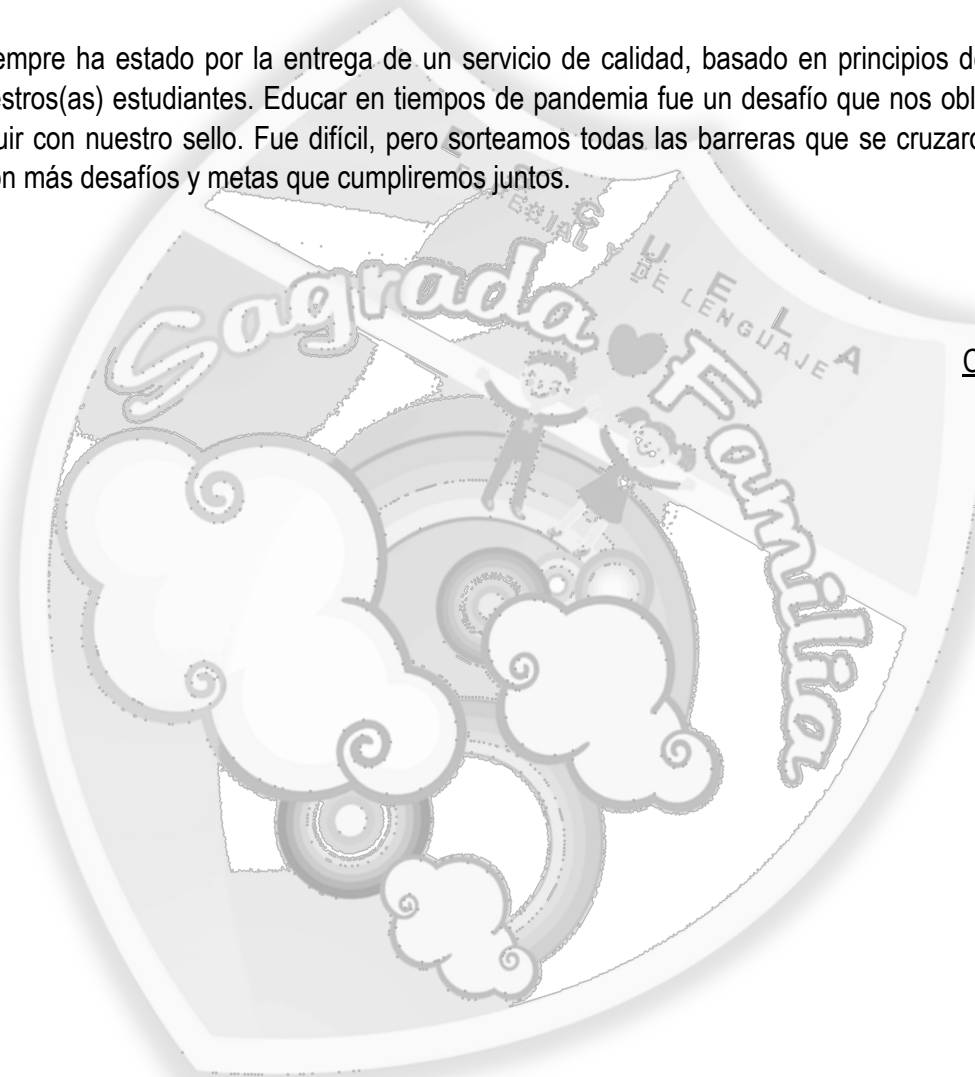 empre ha estado por la entrega de un servicio de calidad, basado en principios d
estros(as) estudiantes. Educar en tiempos de pandemia fue un desafío que nos obl
uir con nuestro sello. Fue difícil, pero sorteamos todas las barreras que se cruzar
on más desafíos y metas que cumpliremos juntos.
ESCUELA
ESPECIAL Y DE LENGUAJE
Sagrada Familia